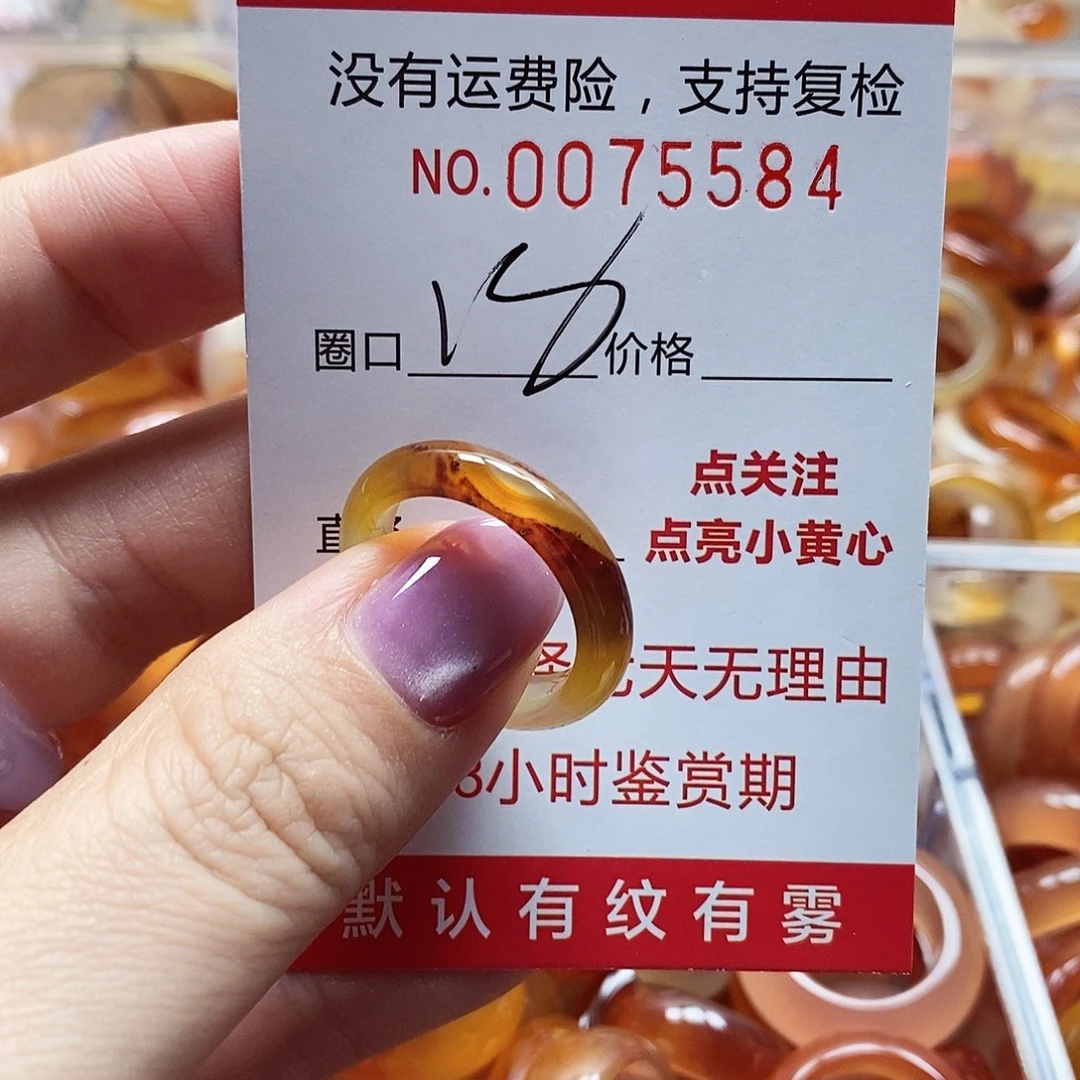 没有运费险，支持复检
NO.0075584
圈口 价格
点关注
点亮小黄心
天无理由
小时鉴赏期
默认有纹有雾